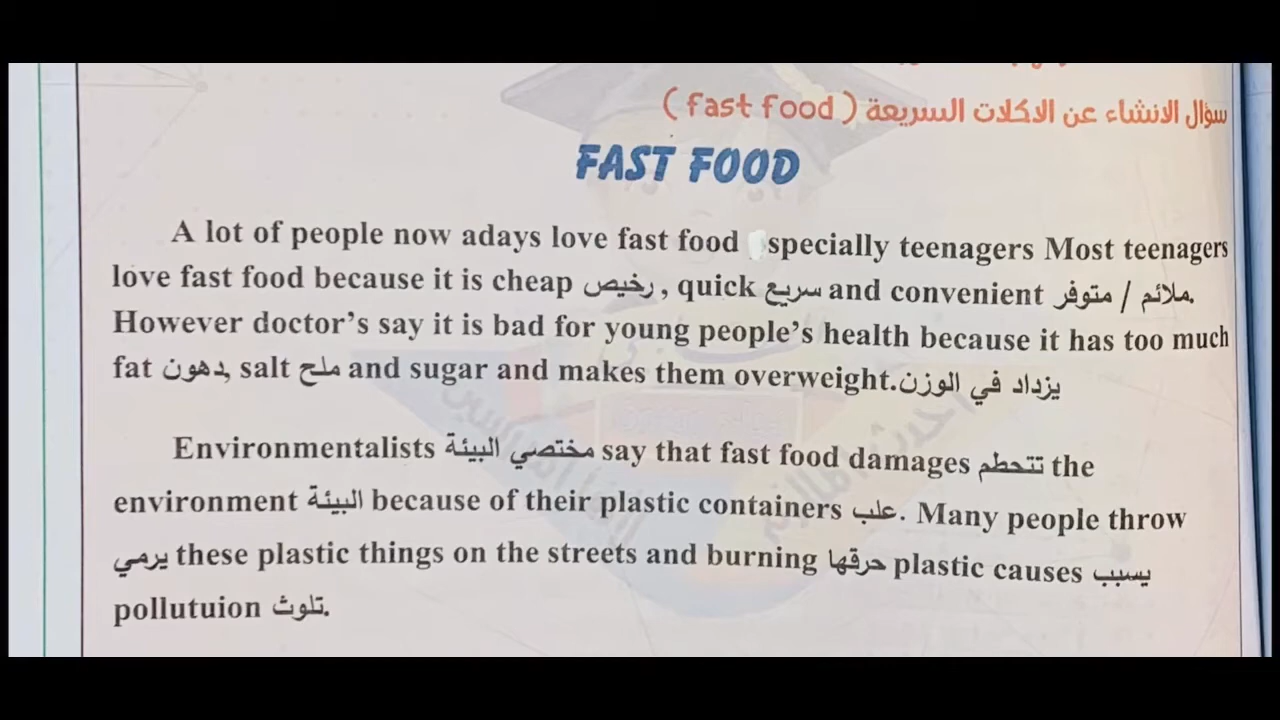 سؤال الانشاء عن الاكلات السريعة ( fast food )
FAST FOOD
A lot of people now adays love fast food specially teenagers Most teenagers
love fast food because it is cheap رخيص , quick سريع and convenient ملائم / متوفر.
However doctor's say it is bad for young people's health because it has too much
fat دهون, salt ملح and sugar and makes them overweight.يزداد في الوزن
Environmentalists مختصي البيئة say that fast food damages تتحطم the
environment البيئة because of their plastic containers علب. Many people throw
يرمي these plastic things on the streets and burning حرقها plastic causes يسبب
pollutuion تلوث.